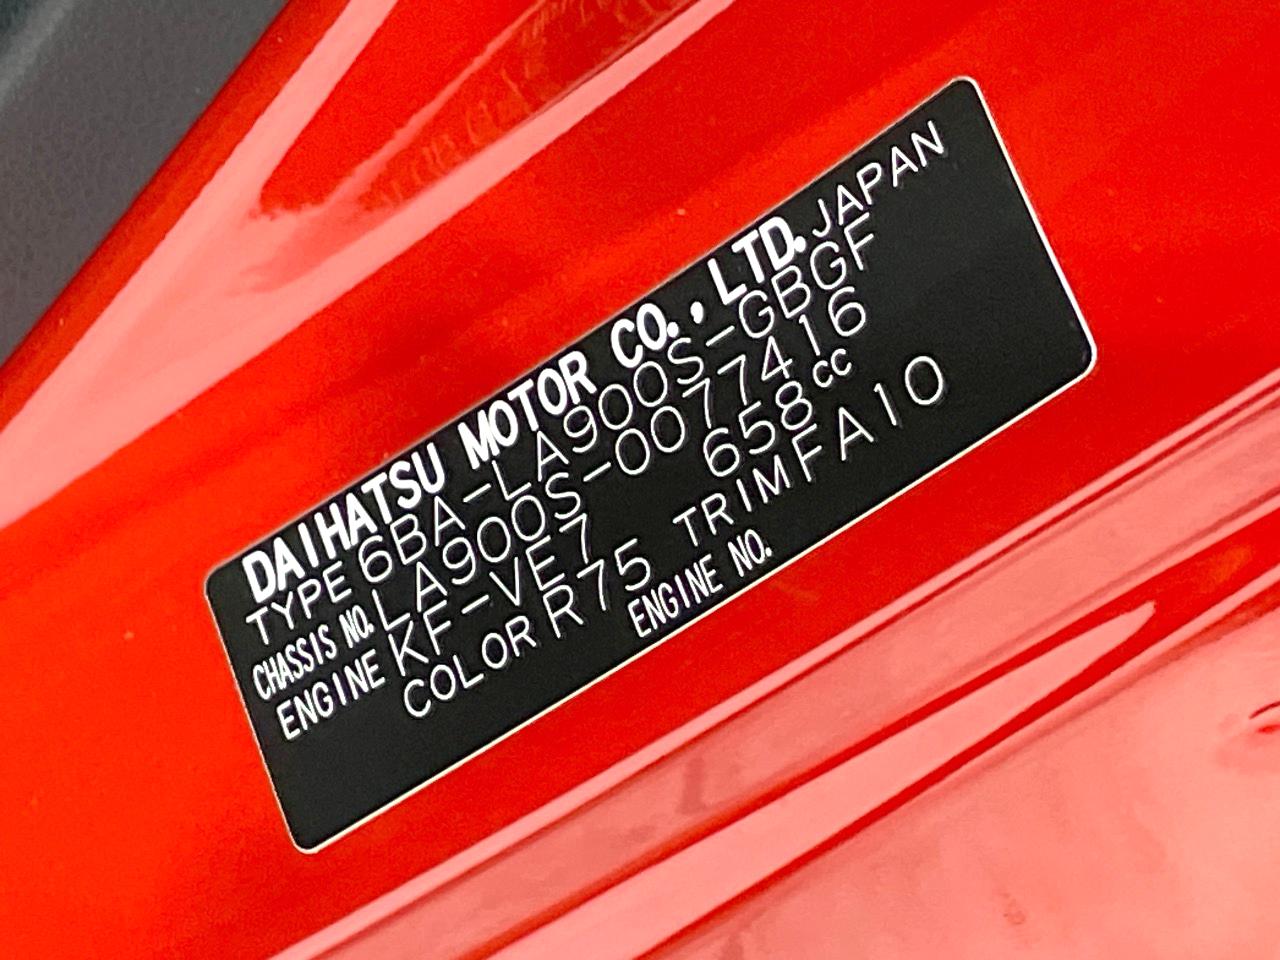 DAIHATSU MOTOR CO., LTD. JAPAN
TYPE 6BA-LA900S-GBGF
CHASSIS NO. LA900S-0077416
ENGINE KF-VE7 658cc
COLOR R75 TRIM FA10
ENGINE NO.